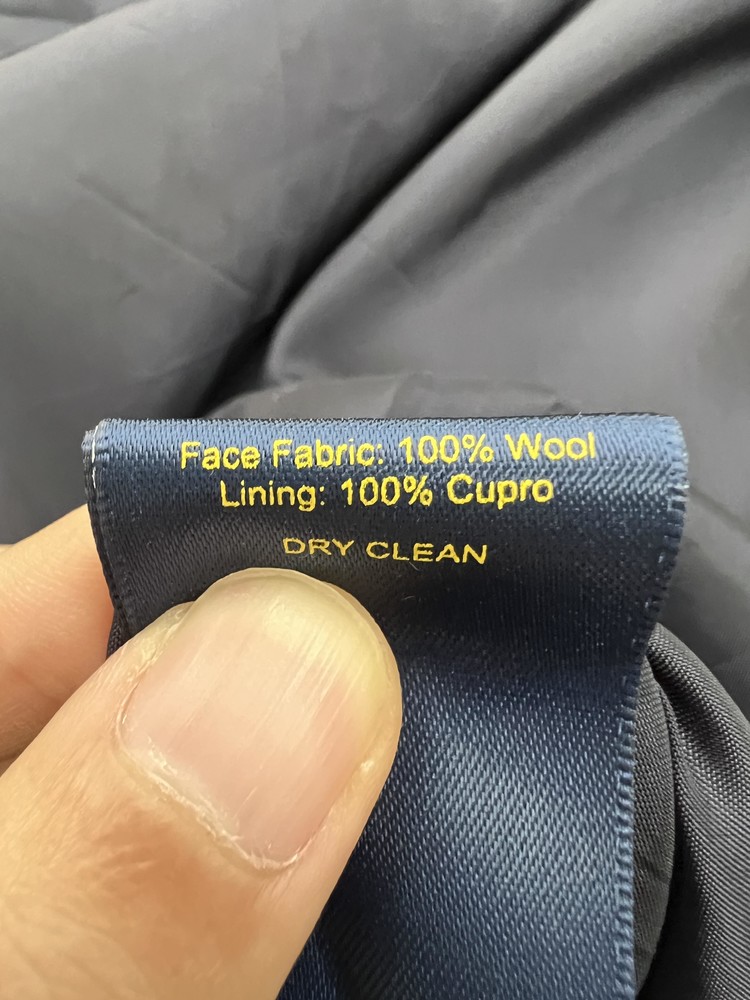 Face Fabric: 100% Wool
Lining: 100% Cupro
DRY CLEAN